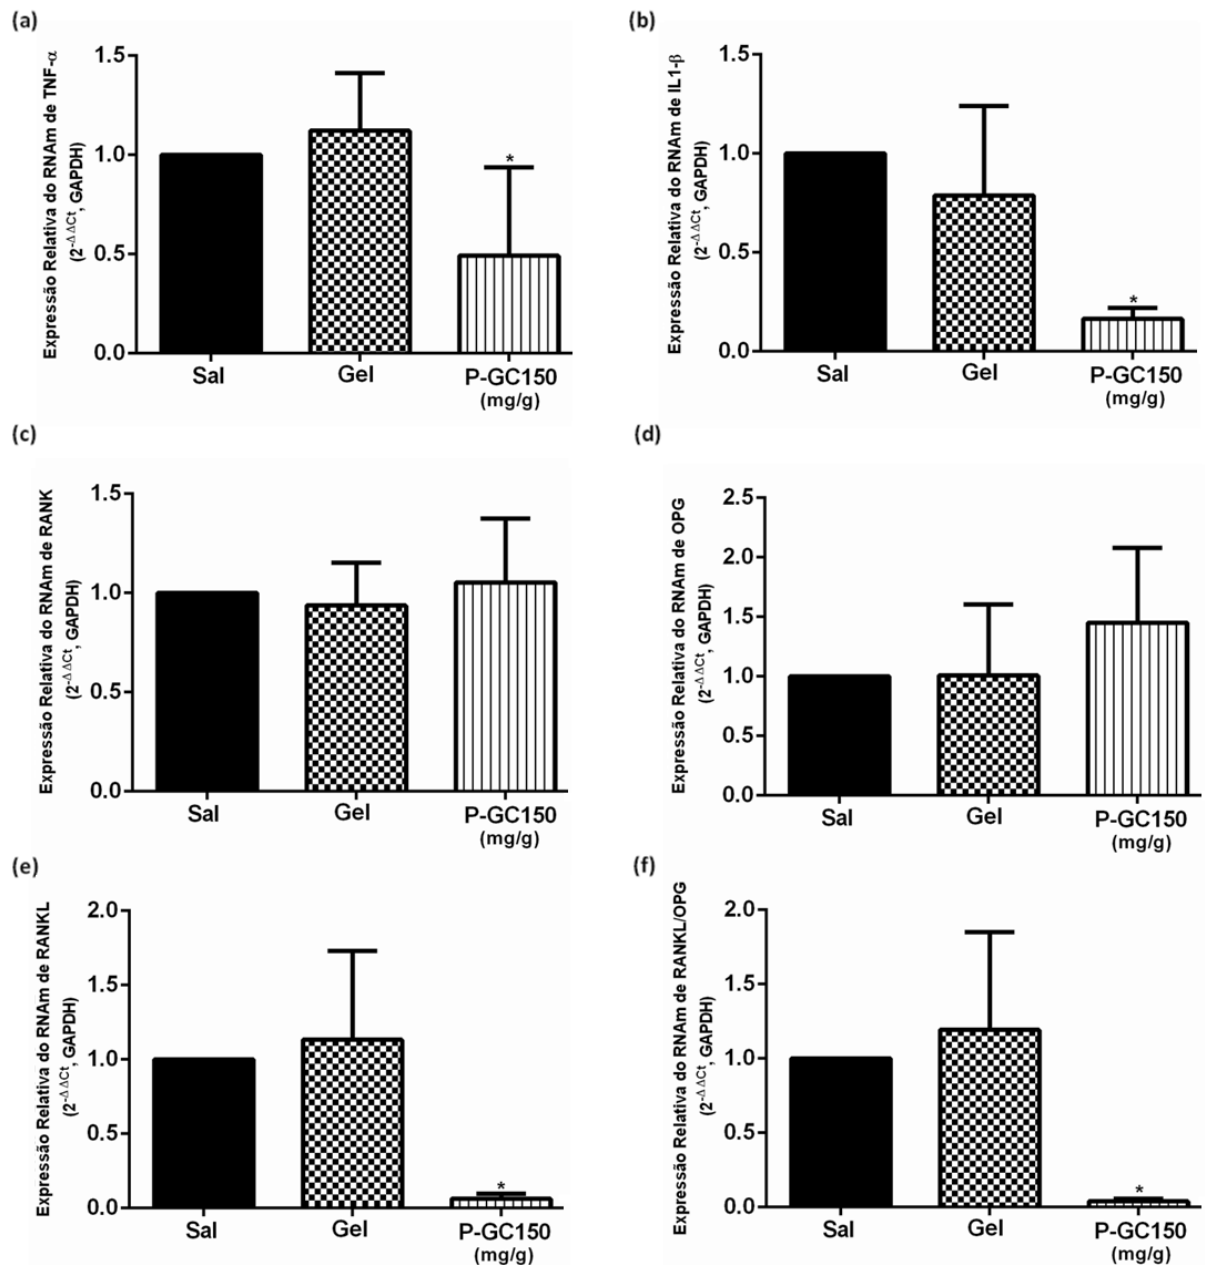 (a)
Expressão Relativa do RNAm de TNF-α
(2-ΔΔCt, GAPDH)
1.5
1.0
0.5
0.0
*
Sal
Gel
P-GC150
(mg/g)
(b)
Expressão Relativa do RNAm de IL1-β
(2-ΔΔCt, GAPDH)
1.5
1.0
0.5
0.0
*
Sal
Gel
P-GC150
(mg/g)
(c)
Expressão Relativa do RNAm de RANK
(2-ΔΔCt, GAPDH)
1.5
1.0
0.5
0.0
Sal
Gel
P-GC150
(mg/g)
(d)
Expressão Relativa do RNAm de OPG
(2-ΔΔCt, GAPDH)
2.5
2.0
1.5
1.0
0.5
0.0
Sal
Gel
P-GC150
(mg/g)
(e)
Expressão Relativa do RNAm de RANKL
(2-ΔΔCt, GAPDH)
2.0
1.5
1.0
0.5
0.0
*
Sal
Gel
P-GC150
(mg/g)
(f)
Expressão Relativa do RNAm de RANKL/OPG
(2-ΔΔCt, GAPDH)
2.0
1.5
1.0
0.5
0.0
*
Sal
Gel
P-GC150
(mg/g)